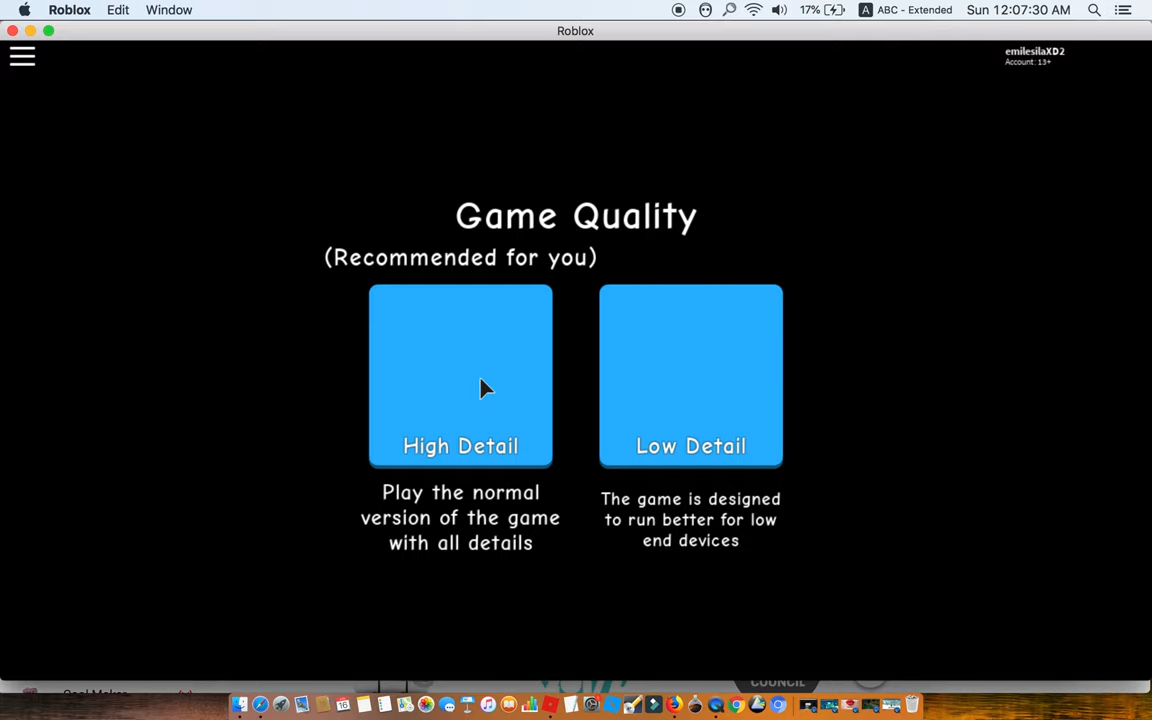 Roblox Edit Window 17% A ABC - Extended Sun 12:07:30 AM
Roblox
emilesilaXD2
Account: 13+
Game Quality
(Recommended for you)
High Detail Low Detail
Play the normal
version of the game
with all details
The game is designed
to run better for low
end devices
COUNCIL
16